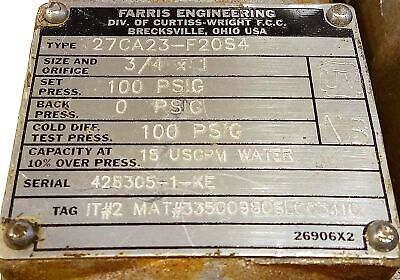 FARRIS ENGINEERING
DIV. OF CURTISS-WRIGHT F.C.C.
BRECKSVILLE, OHIO USA
TYPE 27CA23-F20S4
SIZE AND ORIFICE 3/4 x 1
SET PRESS. 100 PSIG
BACK PRESS. 0 PSIG
COLD DIFF. TEST PRESS. 100 PSIG
CAPACITY AT 10% OVER PRESS. 15 USGPM WATER
SERIAL 428305-1-KE
TAG IT#2
26906X2